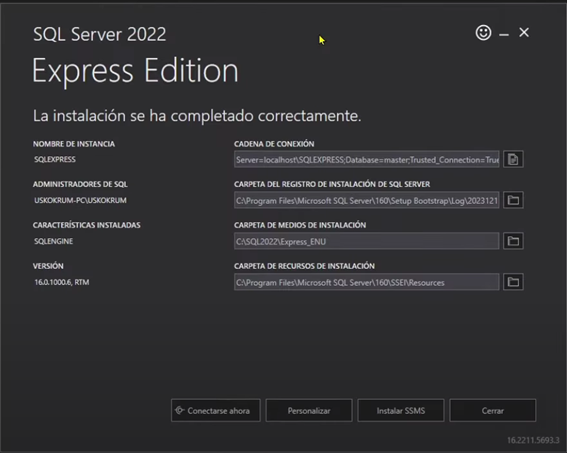 SQL Server 2022
Express Edition
La instalación se ha completado correctamente.
NOMBRE DE INSTANCIA
SQLEXPRESS
CADENA DE CONEXIÓN
Server=localhost\SQLEXPRESS;Database=master;Trusted_Connection=True
ADMINISTRADORES DE SQL
USKOKRUM-PC\USKOKRUM
CARPETA DEL REGISTRO DE INSTALACIÓN DE SQL SERVER
C:\Program Files\Microsoft SQL Server\160\Setup Bootstrap\Log\2023121
CARACTERÍSTICAS INSTALADAS
SQLENGINE
CARPETA DE MEDIOS DE INSTALACIÓN
C:\SQL2022\Express_ENU
VERSIÓN
16.0.1000.6, RTM
CARPETA DE RECURSOS DE INSTALACIÓN
C:\Program Files\Microsoft SQL Server\160\SSEI\Resources
Conectarse ahora
Personalizar
Instalar SSMS
Cerrar
16.2211.5693.3